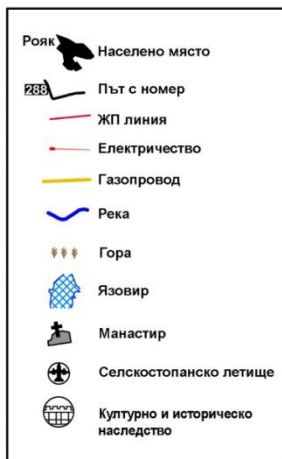 Рояк
Населено място
288
Път с номер
ЖП линия
Електричество
Газопровод
Река
Гора
Язовир
Манастир
Селскостопанско летище
Културно и историческо
наследство